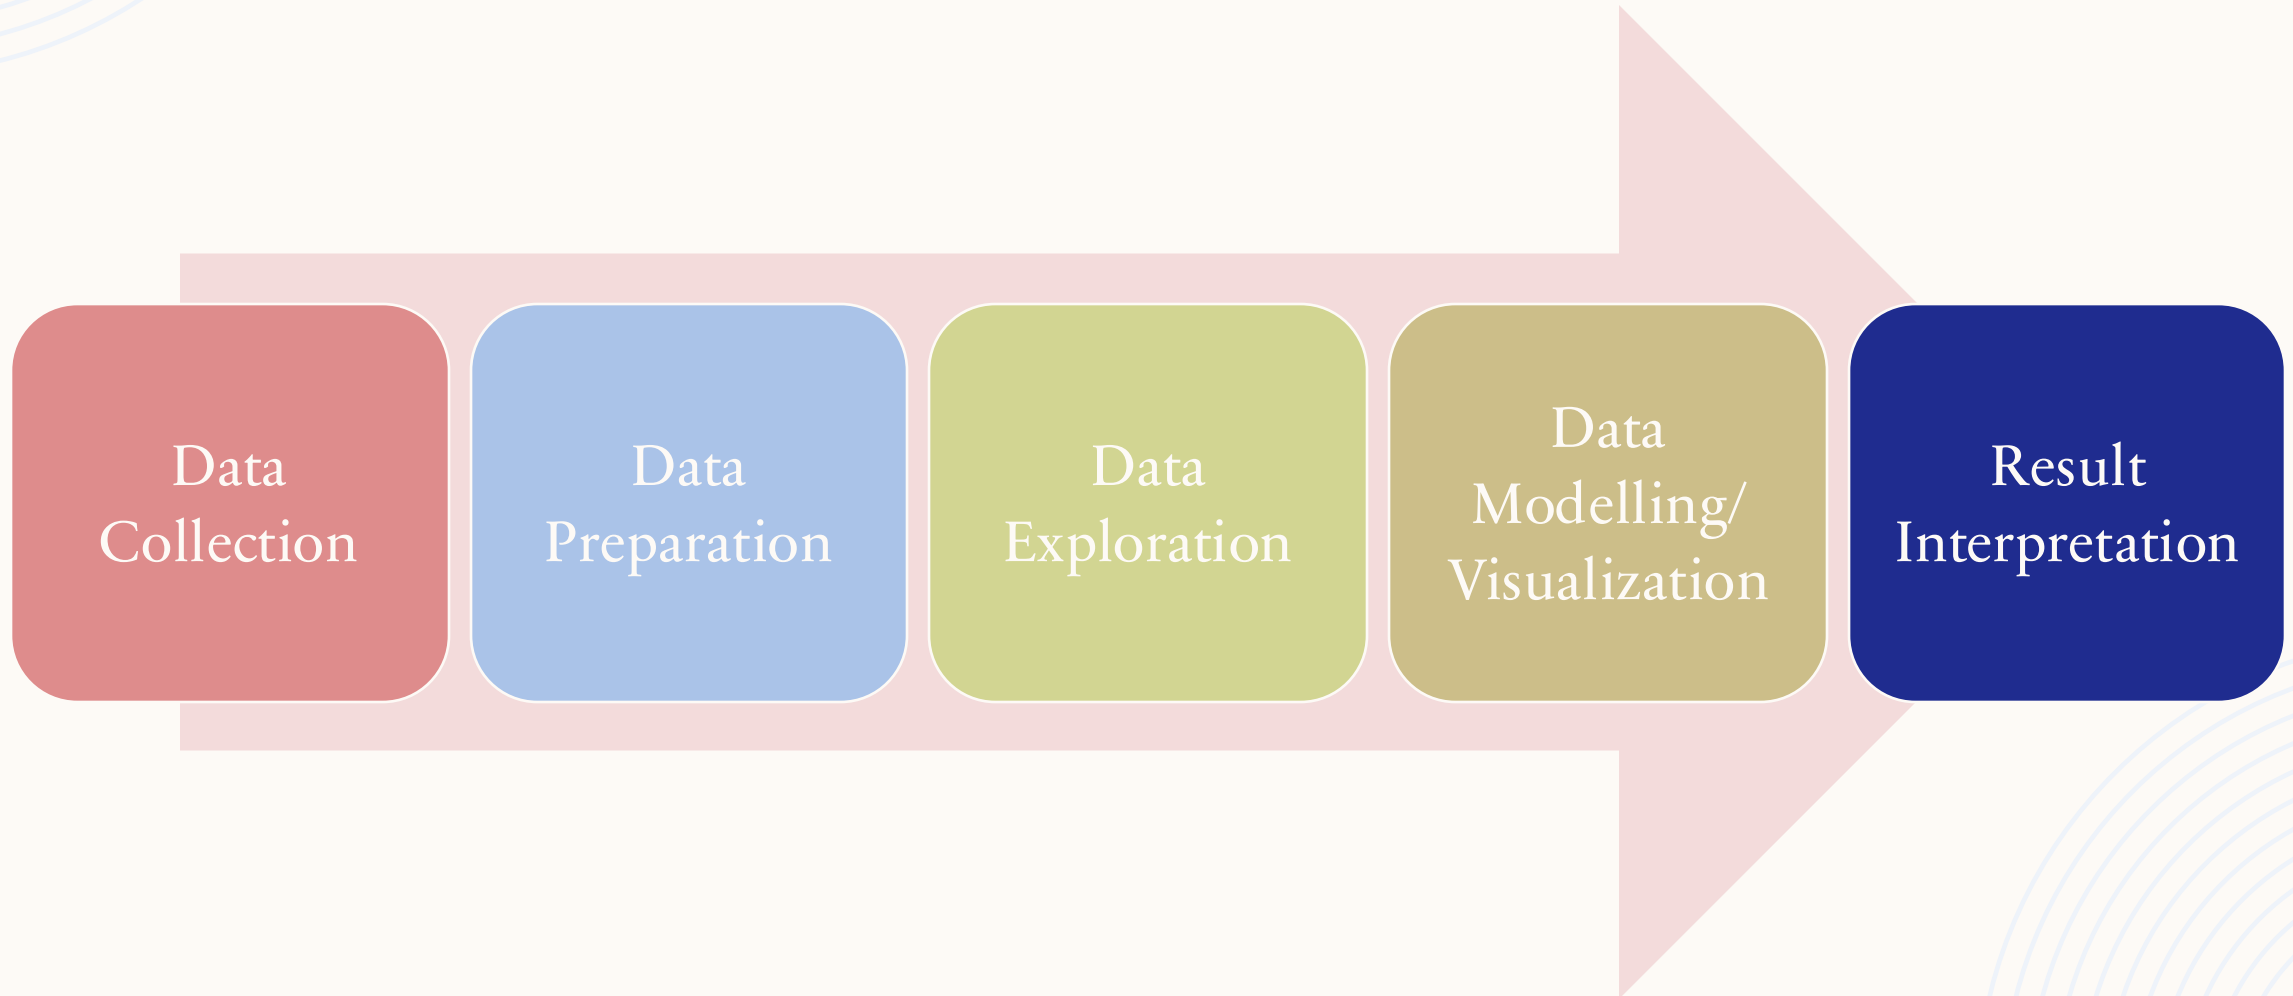 Data
Collection
Data
Preparation
Data
Exploration
Data
Modelling/
Visualization
Result
Interpretation